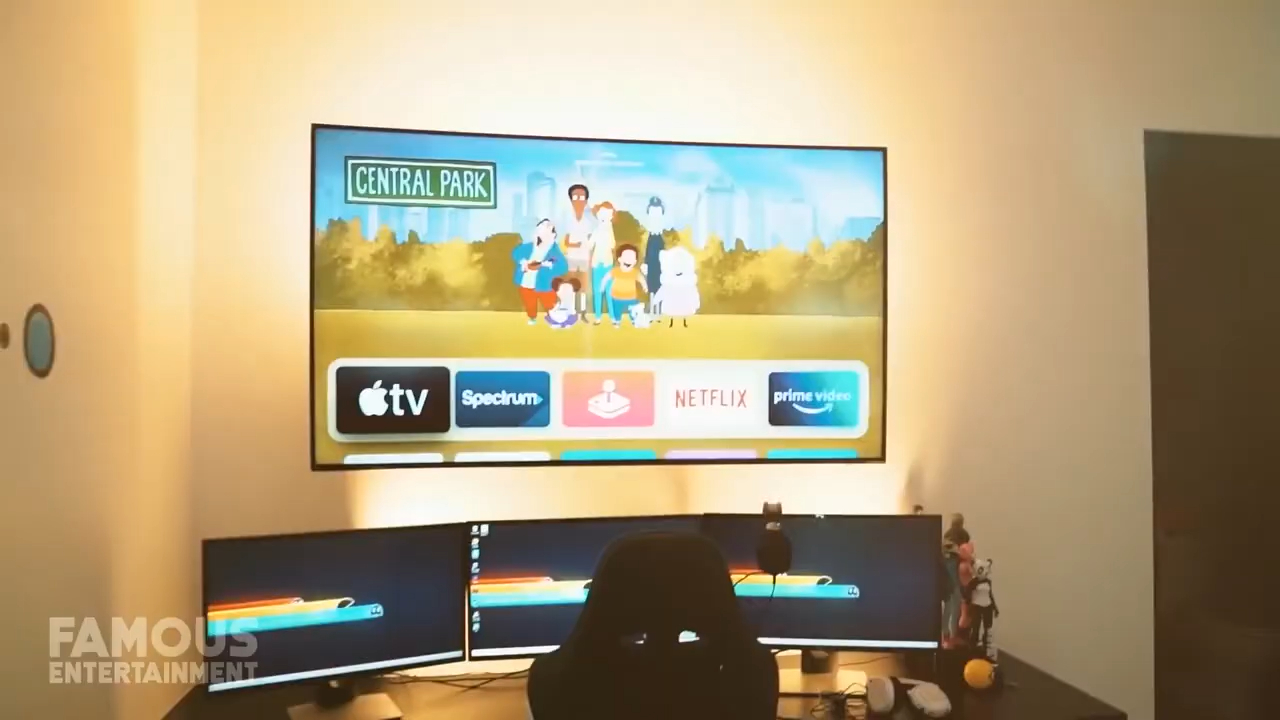 CENTRAL PARK
tv
Spectrum
NETFLIX
prime video
FAMOUS
ENTERTAINMENT